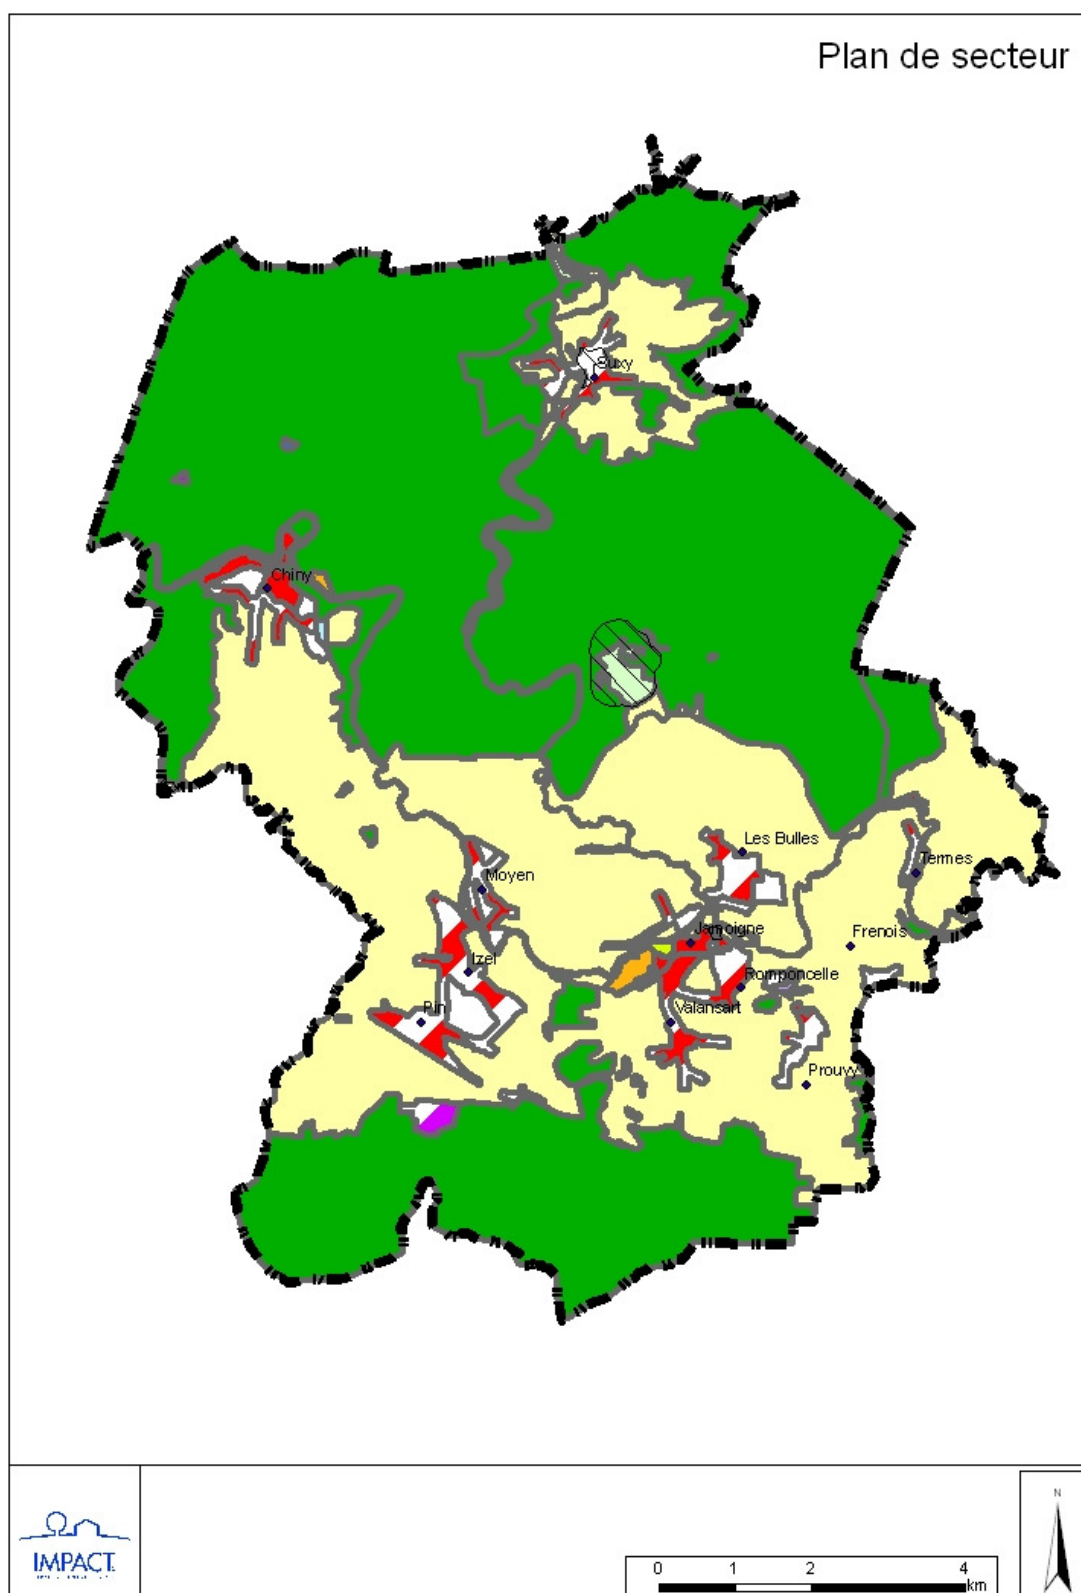 Plan de secteur
Suxy
Chiny
Les Bulles
Termes
Moyen
Jamoigne
Frenois
Izel
Romponcelle
Pin
Valansart
Prouvy
N
IMPACT
0 1 2 4
km